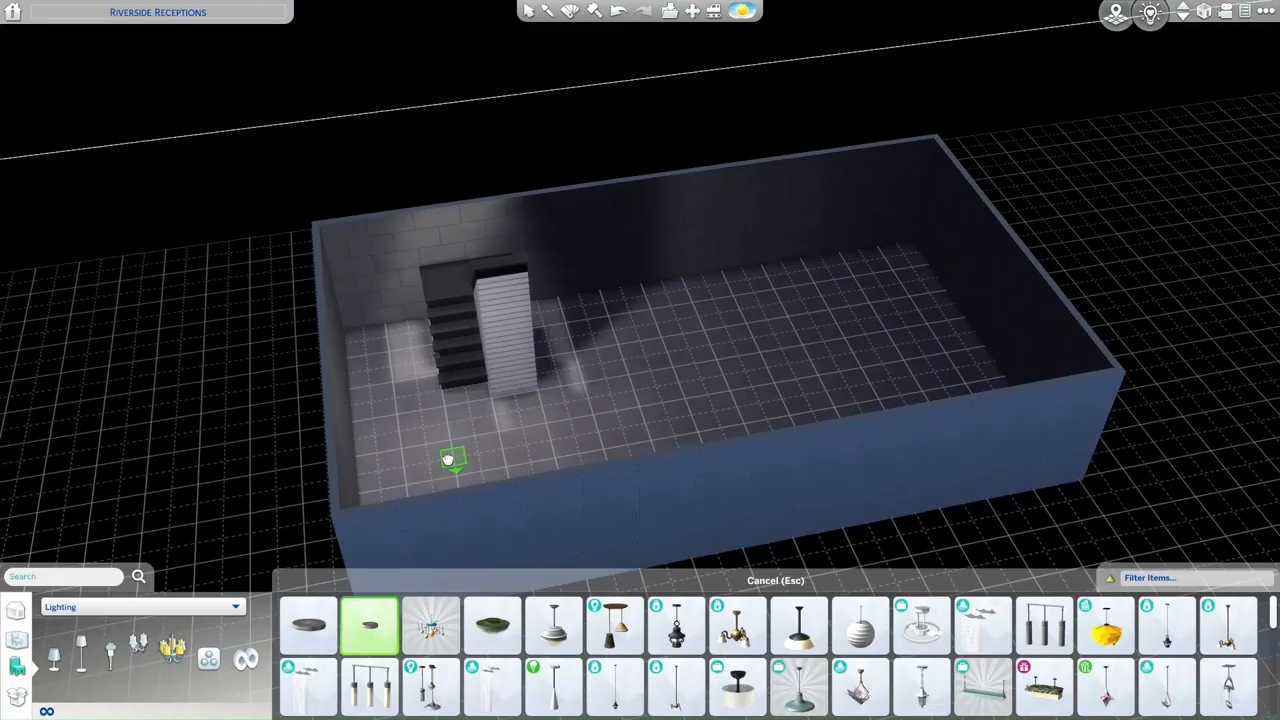 RIVERSIDE RECEPTIONS
Cancel (Esc)
Search
Filter Items...
Lighting